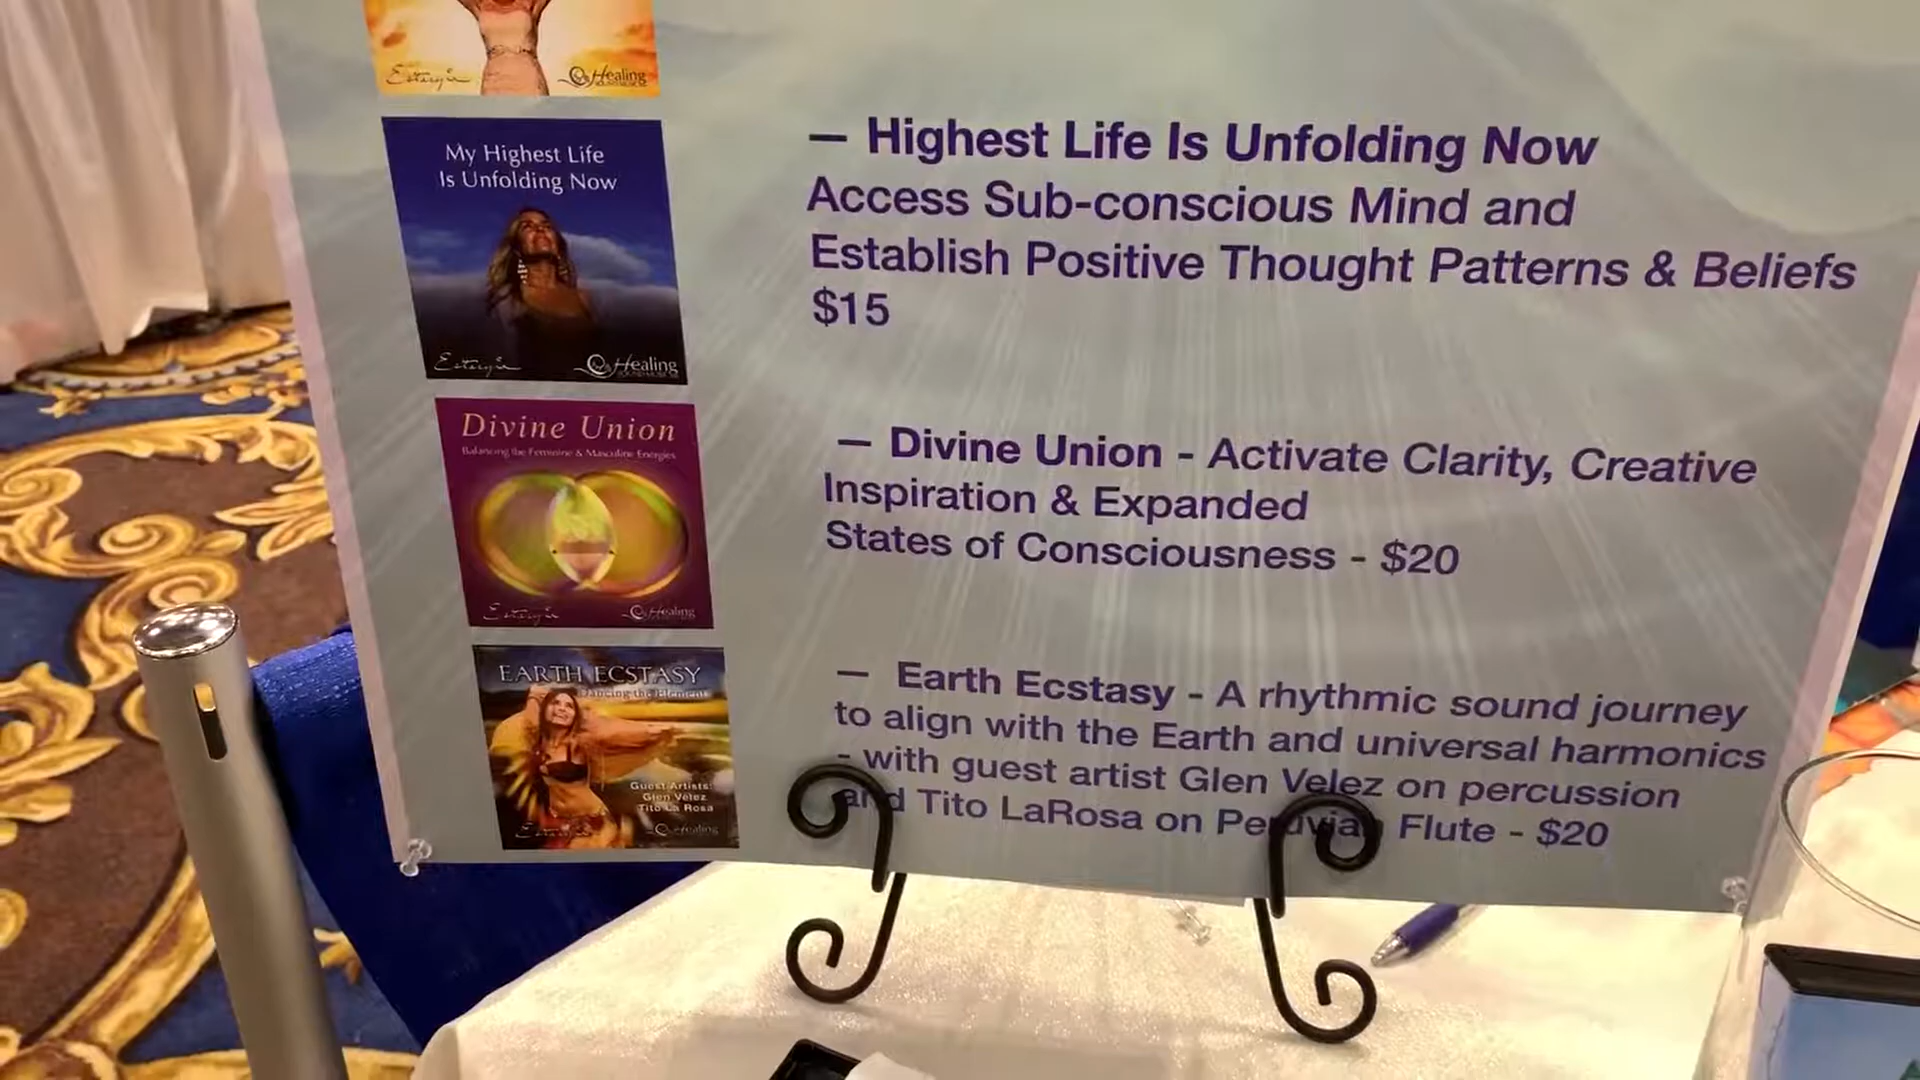 Estaryia
Healing
My Highest Life
Is Unfolding Now
Estaryia
Healing
— Highest Life Is Unfolding Now
Access Sub-conscious Mind and
Establish Positive Thought Patterns & Beliefs
$15
Divine Union
Balancing the Feminine & Masculine Energies
Estaryia
Healing
— Divine Union - Activate Clarity, Creative
Inspiration & Expanded
States of Consciousness - $20
EARTH ECSTASY
Dancing the Element
Guest Artists:
Glen Velez
Tito La Rosa
Healing
— Earth Ecstasy - A rhythmic sound journey
to align with the Earth and universal harmonics
- with guest artist Glen Velez on percussion
and Tito LaRosa on Peruvian Flute - $20